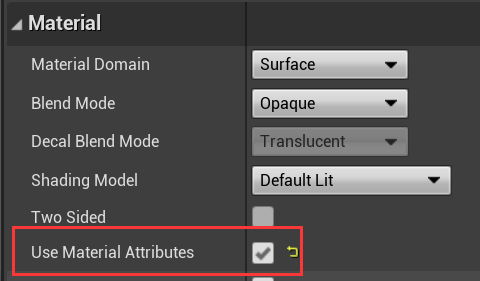 Material
Material Domain Surface
Blend Mode Opaque
Decal Blend Mode Translucent
Shading Model Default Lit
Two Sided
Use Material Attributes